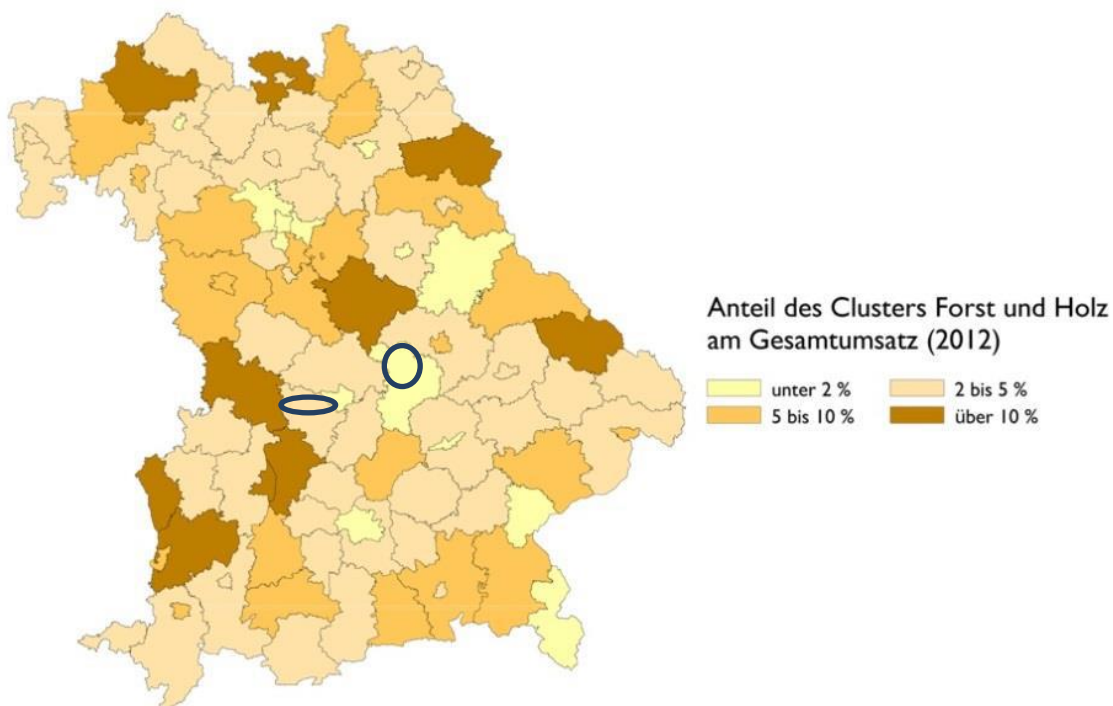 Anteil des Clusters Forst und Holz
am Gesamtumsatz (2012)
unter 2 %
2 bis 5 %
5 bis 10 %
über 10 %